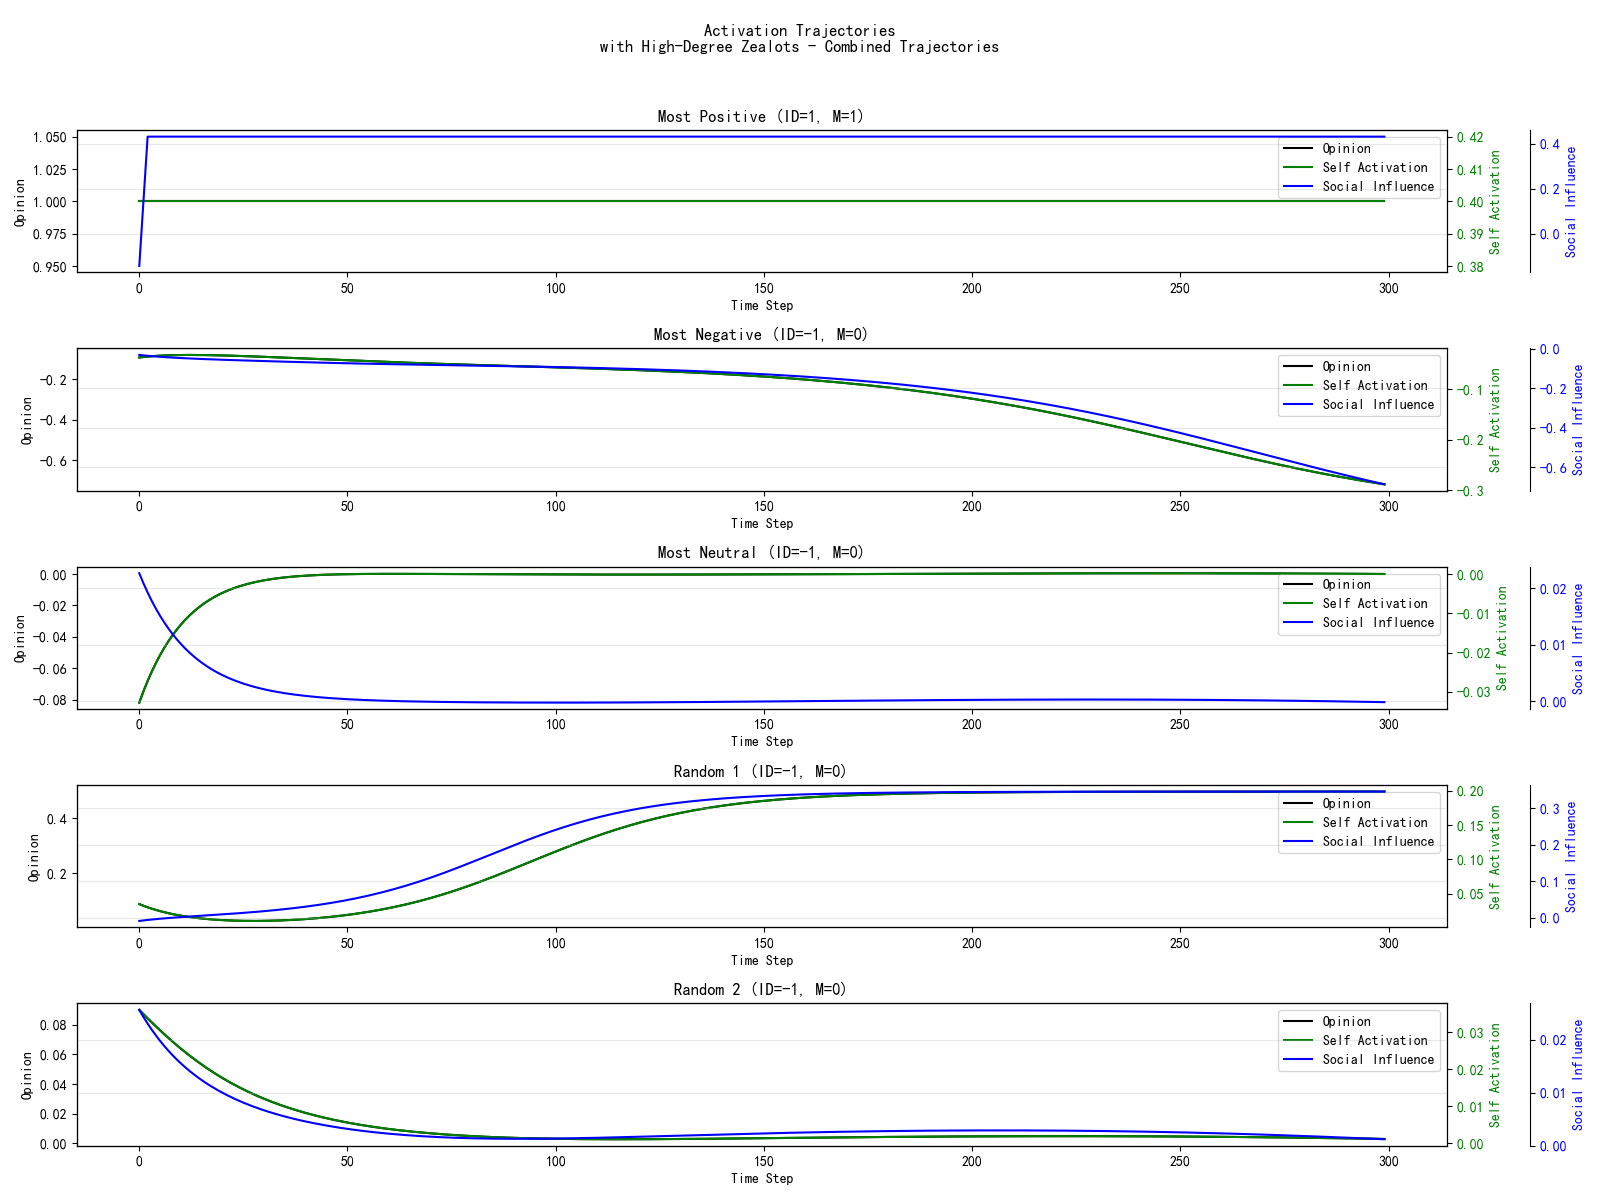 Activation Trajectories
with High-Degree Zealots - Combined Trajectories
Most Positive (ID=1, M=1)
1.050
1.025
1.000
0.975
0.950
Opinion
0
50
100
150
200
250
300
Time Step
Opinion
Self Activation
Social Influence
0.42
0.41
0.40
0.39
0.38
Self Activation
0.4
0.2
0.0
Social Influence
Most Negative (ID=-1, M=0)
-0.2
-0.4
-0.6
Opinion
0
50
100
150
200
250
300
Time Step
Opinion
Self Activation
Social Influence
-0.1
-0.2
-0.3
Self Activation
0.0
-0.2
-0.4
-0.6
Social Influence
Most Neutral (ID=-1, M=0)
0.00
-0.02
-0.04
-0.06
-0.08
Opinion
0
50
100
150
200
250
300
Time Step
Opinion
Self Activation
Social Influence
0.00
-0.01
-0.02
-0.03
Self Activation
0.02
0.01
0.00
Social Influence
Random 1 (ID=-1, M=0)
0.4
0.2
Opinion
0
50
100
150
200
250
300
Time Step
Opinion
Self Activation
Social Influence
0.20
0.15
0.10
0.05
Self Activation
0.3
0.2
0.1
0.0
Social Influence
Random 2 (ID=-1, M=0)
0.08
0.06
0.04
0.02
0.00
Opinion
0
50
100
150
200
250
300
Time Step
Opinion
Self Activation
Social Influence
0.03
0.02
0.01
0.00
Self Activation
0.02
0.01
0.00
Social Influence